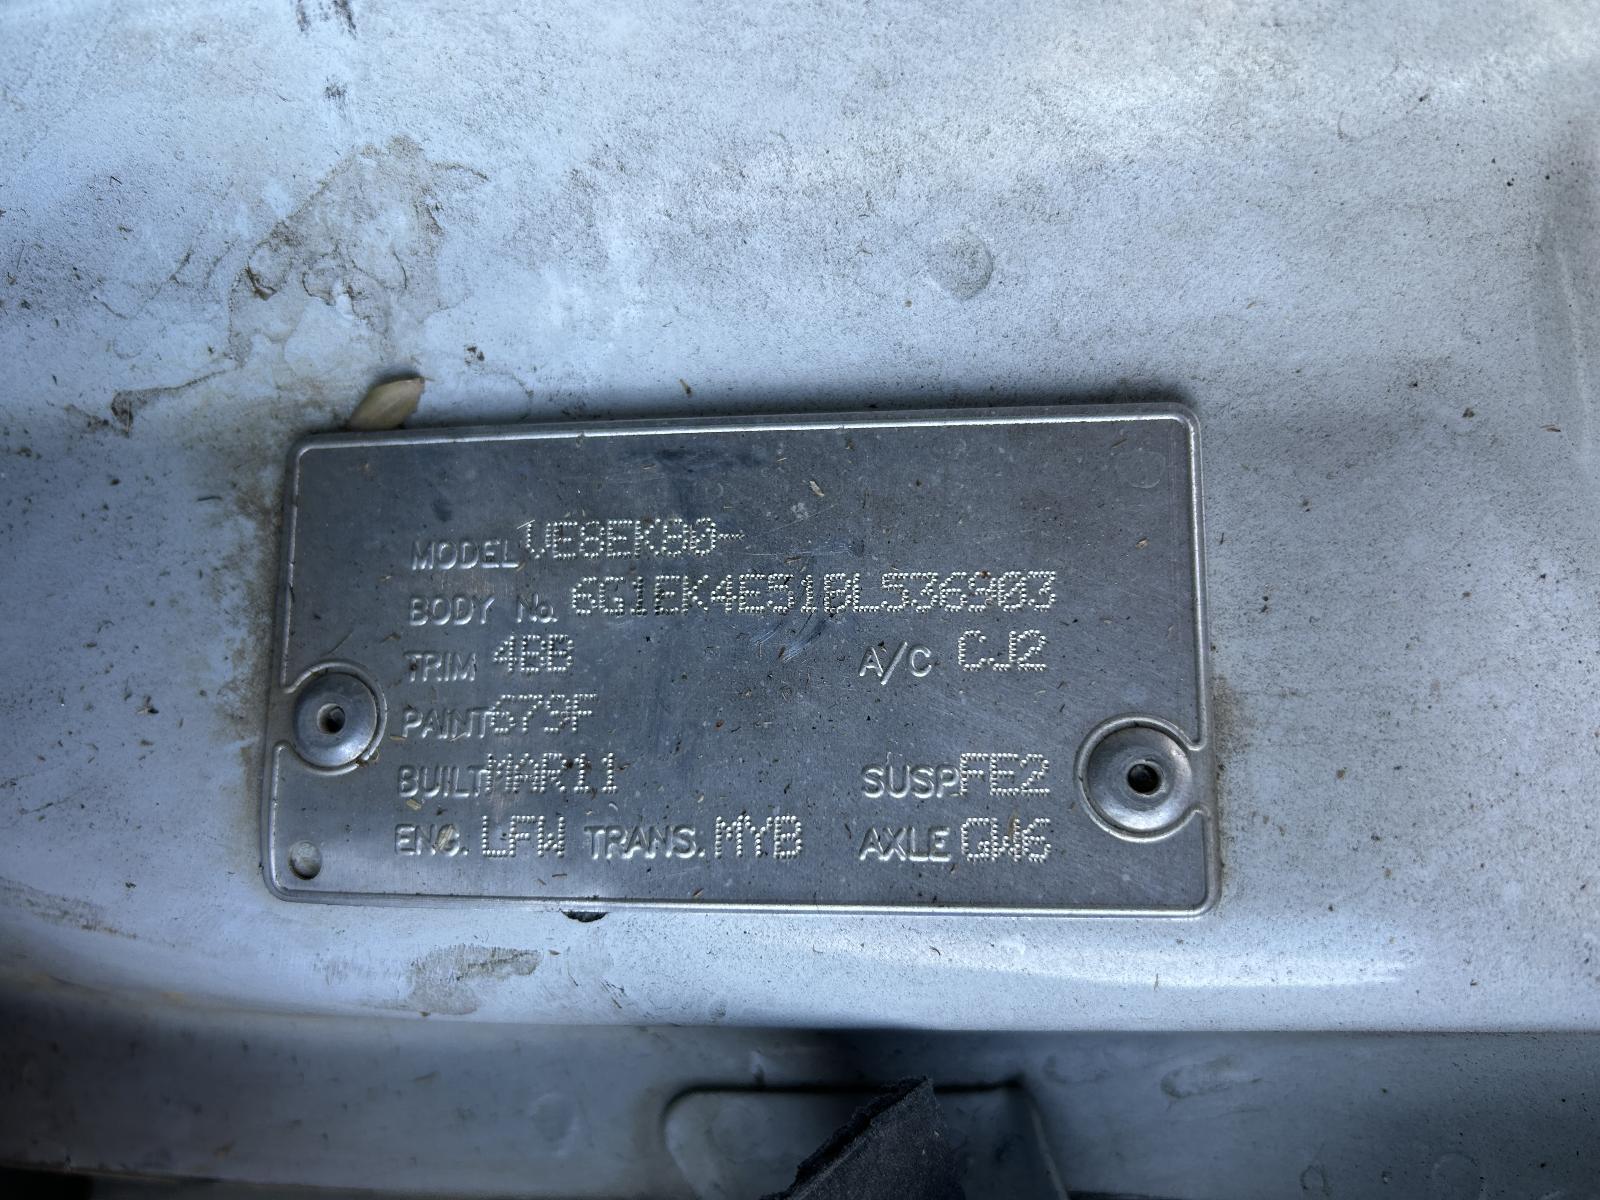 MODEL VE8EK80-
BODY No. 6G1EK4E51BL536903
TRIM 4BB A/C CJ2
PAINT 679F
BUILT MAR11 SUSP. FE2
ENG. LFW TRANS. MYB AXLE GW6